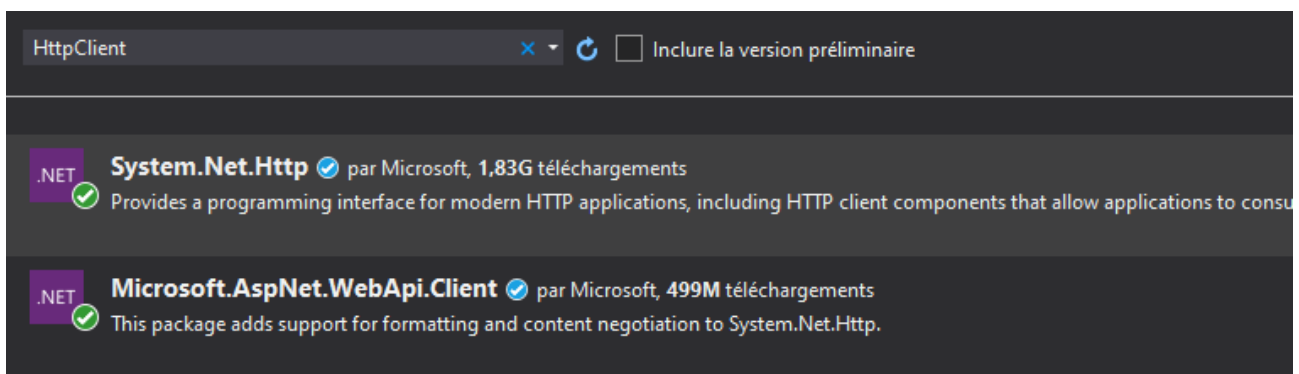 HttpClient
Inclure la version préliminaire
.NET
System.Net.Http par Microsoft, 1,83G téléchargements
Provides a programming interface for modern HTTP applications, including HTTP client components that allow applications to consu
.NET
Microsoft.AspNet.WebApi.Client par Microsoft, 499M téléchargements
This package adds support for formatting and content negotiation to System.Net.Http.